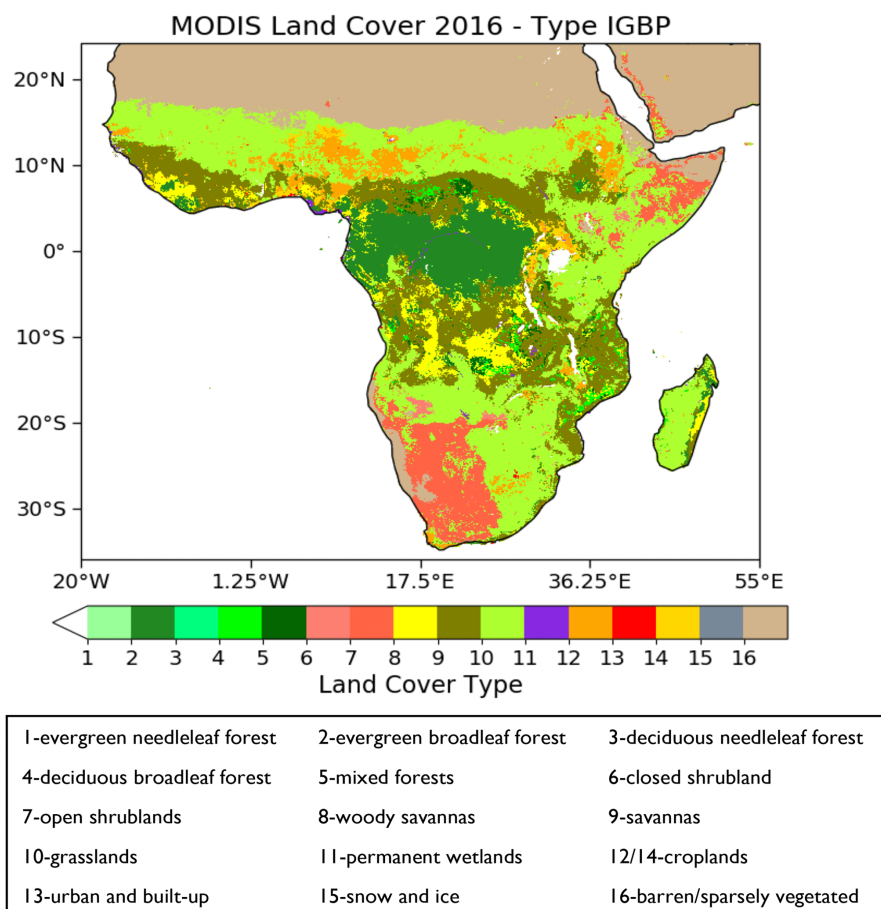 MODIS Land Cover 2016 - Type IGBP
20°N
10°N
0°
10°S
20°S
30°S
20°W 1.25°W 17.5°E 36.25°E 55°E
1 2 3 4 5 6 7 8 9 10 11 12 13 14 15 16
Land Cover Type
1-evergreen needleleaf forest 2-evergreen broadleaf forest 3-deciduous needleleaf forest
4-deciduous broadleaf forest 5-mixed forests 6-closed shrubland
7-open shrublands 8-woody savannas 9-savannas
10-grasslands 11-permanent wetlands 12/14-croplands
13-urban and built-up 15-snow and ice 16-barren/sparsely vegetated